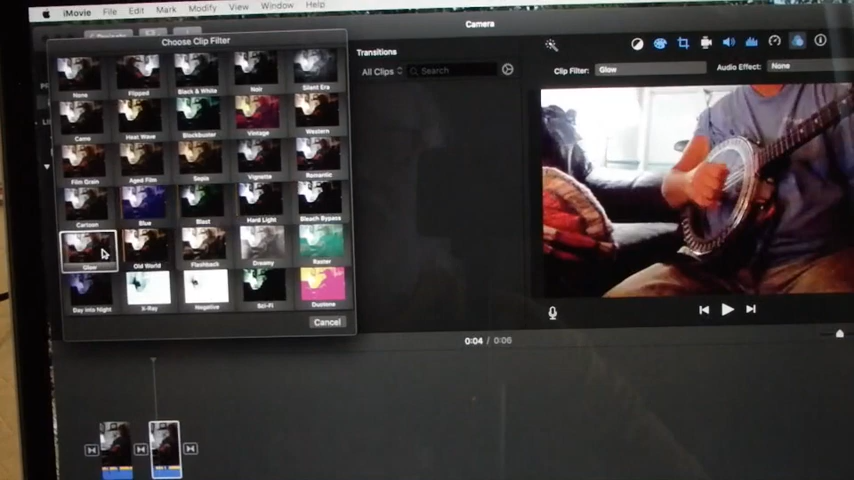 iMovie File Edit Mark Modify View Window Help
Camera
Choose Clip Filter
Transitions
All Clips Search
Clip Filter: Glow Audio Effect: None
None Flipped Black & White Noir Silent Era
Camo Heat Wave Blockbuster Vintage Western
Film Grain Aged Film Sepia Vignette Romantic
Cartoon Blue Blast Hard Light Bleach Bypass
Glow Old World Flashback Dreamy Raster
Day into Night X-Ray Negative Sci-Fi Duotone
Cancel
0:04 / 0:06